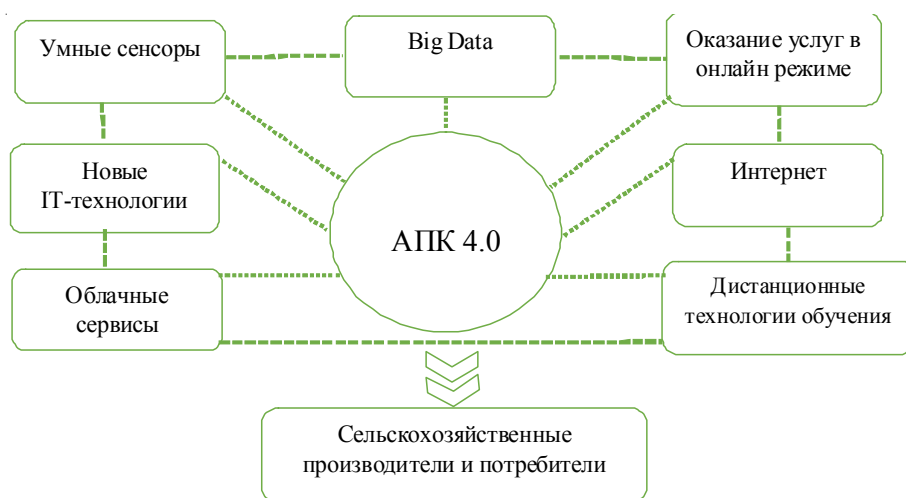 Умные сенсоры
Big Data
Оказание услуг в
онлайн режиме
Новые
IT-технологии
АПК 4.0
Интернет
Облачные
сервисы
Дистанционные
технологии обучения
Сельскохозяйственные
производители и потребители